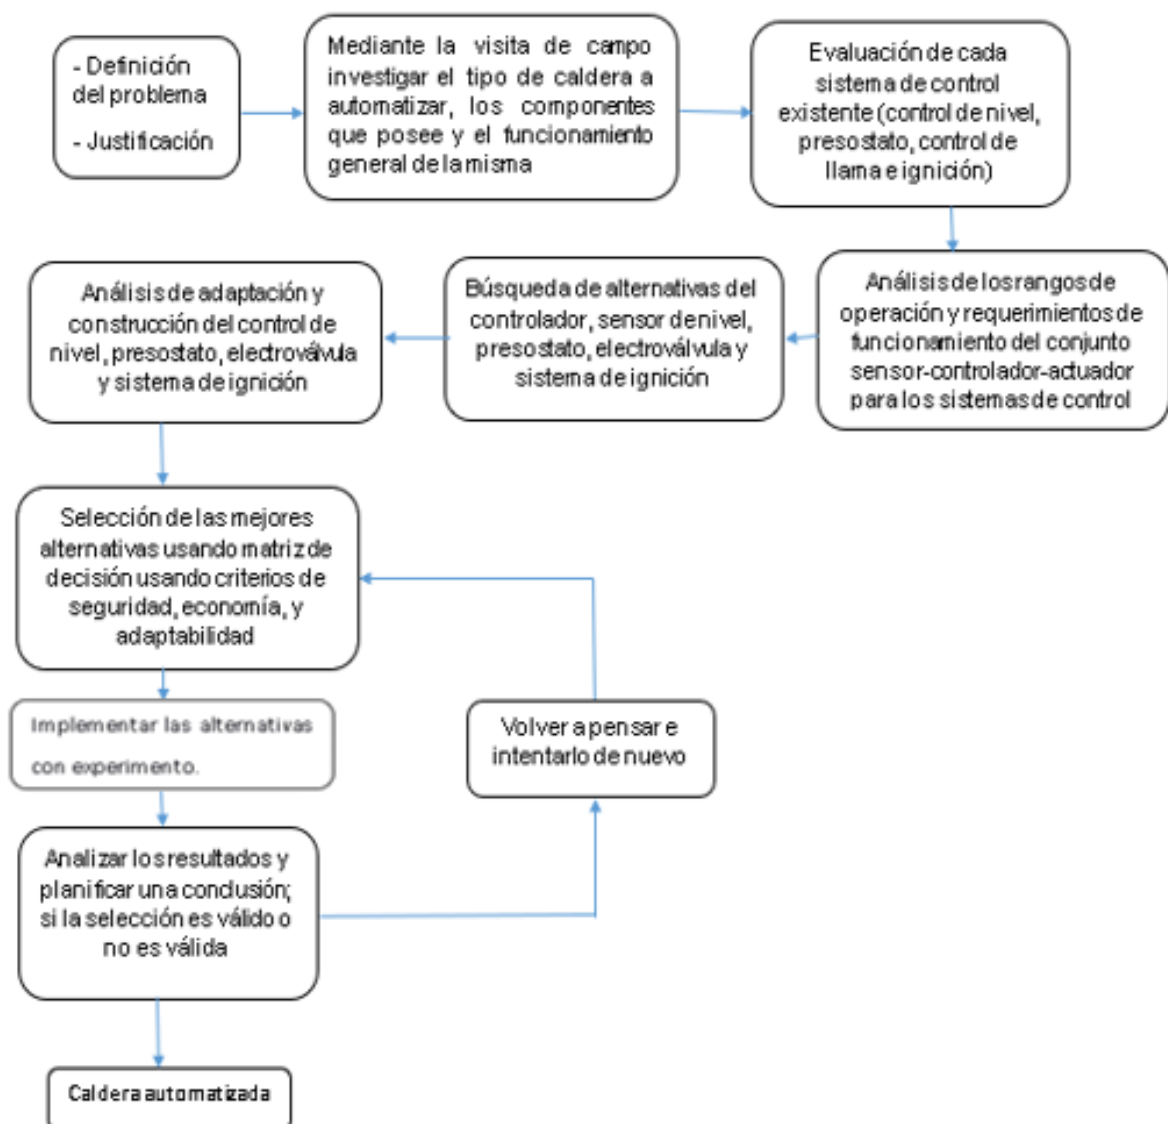 - Definición
del problema
- Justificación
Mediante la visita de campo
investigar el tipo de caldera a
automatizar, los componentes
que posee y el funcionamiento
general de la misma
Evaluación de cada
sistema de control
existente (control de nivel,
presostato, control de
llama e ignición)
Análisis de los rangos de
operación y requerimientos de
funcionamiento del conjunto
sensor-controlador-actuador
para los sistemas de control
Búsqueda de alternativas del
controlador, sensor de nivel,
presostato, electroválvula y
sistema de ignición
Análisis de adaptación y
construcción del control de
nivel, presostato, electroválvula
y sistema de ignición
Selección de las mejores
alternativas usando matriz de
decisión usando criterios de
seguridad, economía, y
adaptabilidad
Implementar las alternativas
con experimento.
Analizar los resultados y
planificar una conclusión;
si la selección es válido o
no es válida
Volver a pensar e
intentarlo de nuevo
Caldera automatizada